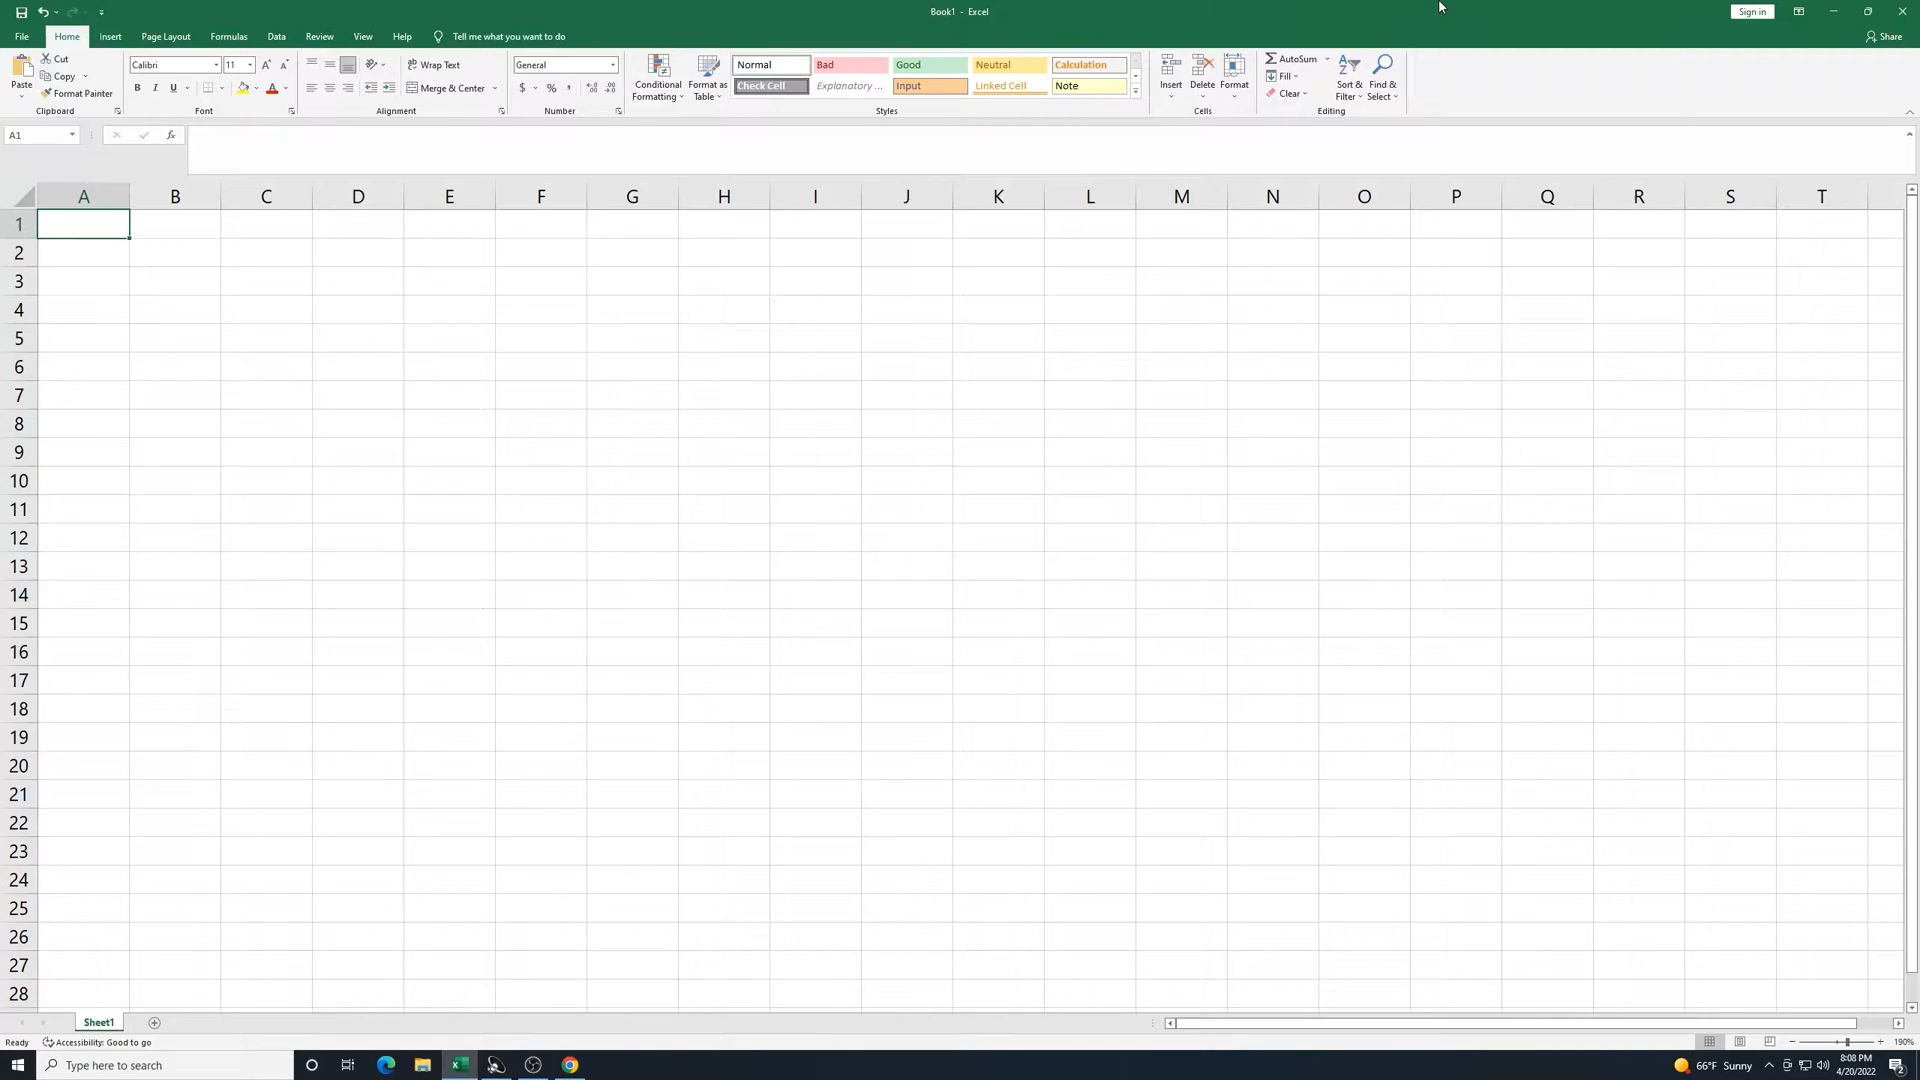 Book1 - Excel
Sign in
File Home Insert Page Layout Formulas Data Review View Help Tell me what you want to do
Share
Paste
Cut
Copy
Format Painter
Clipboard
Calibri 11
B I U
Font
Wrap Text
Merge & Center
Alignment
General
$ % ,
Number
Conditional Formatting
Format as Table
Normal Bad Good Neutral Calculation
Check Cell Explanatory ... Input Linked Cell Note
Styles
Insert Delete Format
Cells
AutoSum
Fill
Clear
Sort & Filter
Find & Select
Editing
A1
fx
A B C D E F G H I J K L M N O P Q R S T
1
2
3
4
5
6
7
8
9
10
11
12
13
14
15
16
17
18
19
20
21
22
23
24
25
26
27
28
Sheet1
Ready Accessibility: Good to go
190%
Type here to search
66°F Sunny
8:08 PM
4/20/2022
2